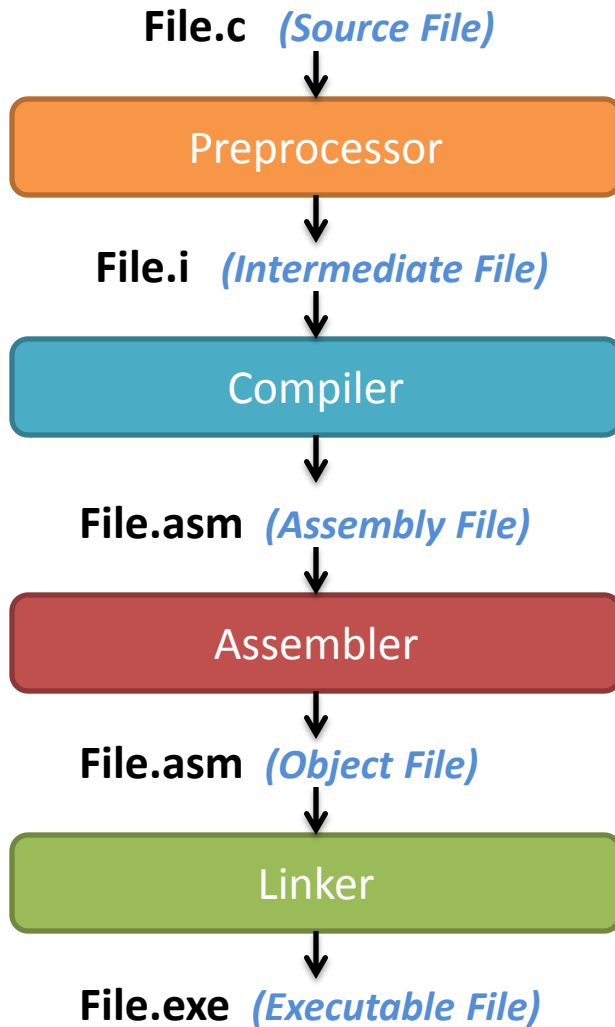 File.c (Source File)
Preprocessor
File.i (Intermediate File)
Compiler
File.asm (Assembly File)
Assembler
File.asm (Object File)
Linker
File.exe (Executable File)